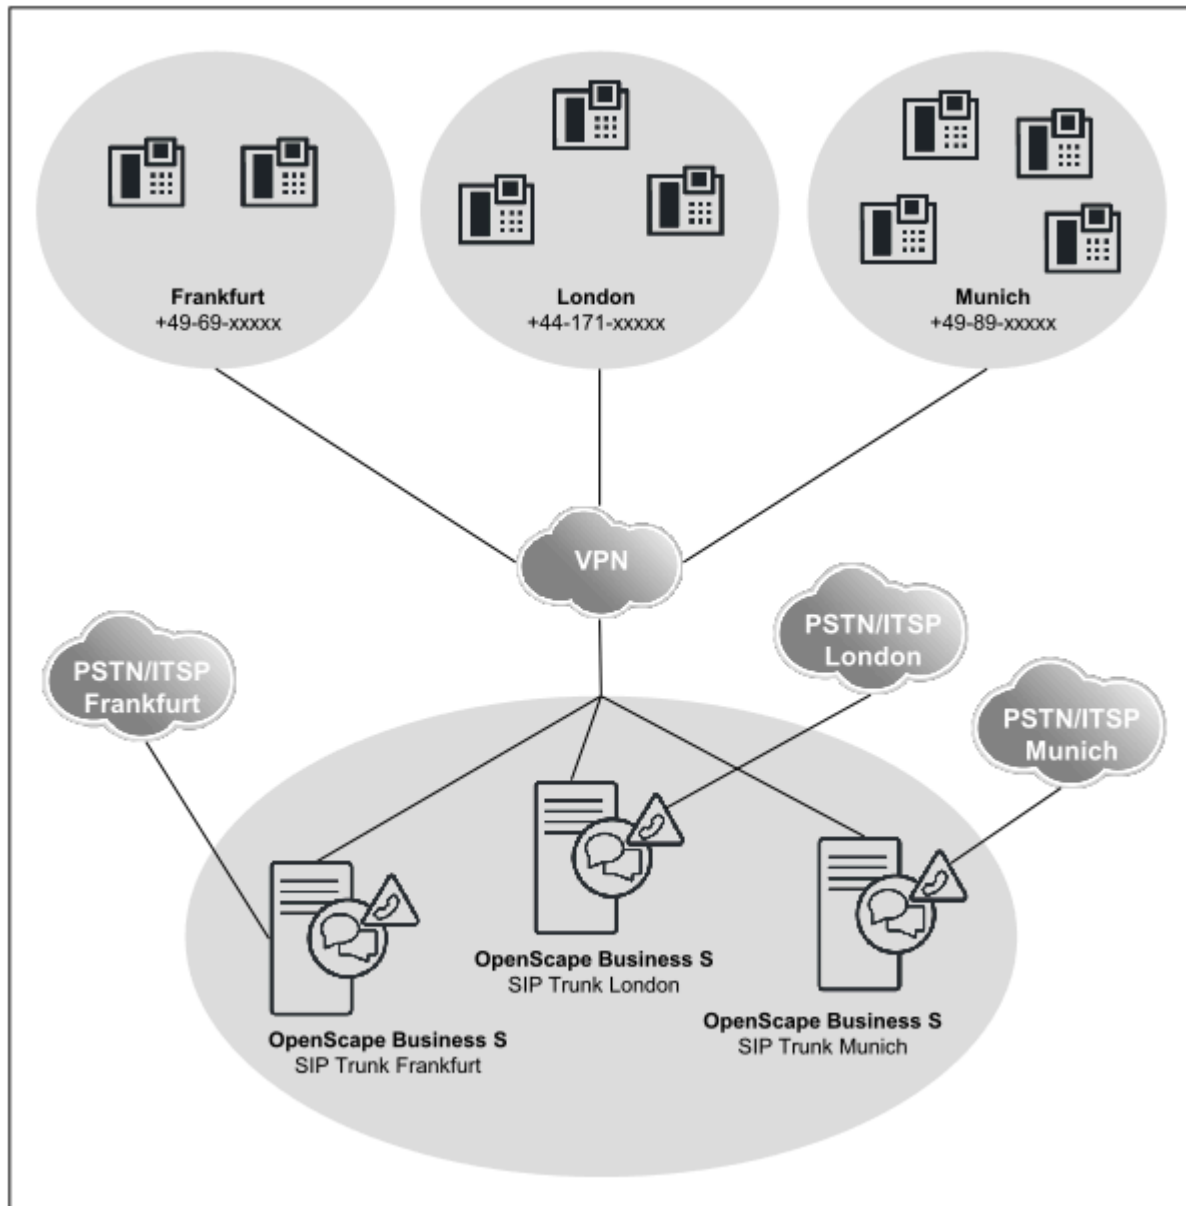 Frankfurt
+49-69-xxxxx
London
+44-171-xxxxx
Munich
+49-89-xxxxx
VPN
PSTN/ITSP
London
PSTN/ITSP
Frankfurt
PSTN/ITSP
Munich
OpenScape Business S
SIP Trunk London
OpenScape Business S
SIP Trunk Munich
OpenScape Business S
SIP Trunk Frankfurt